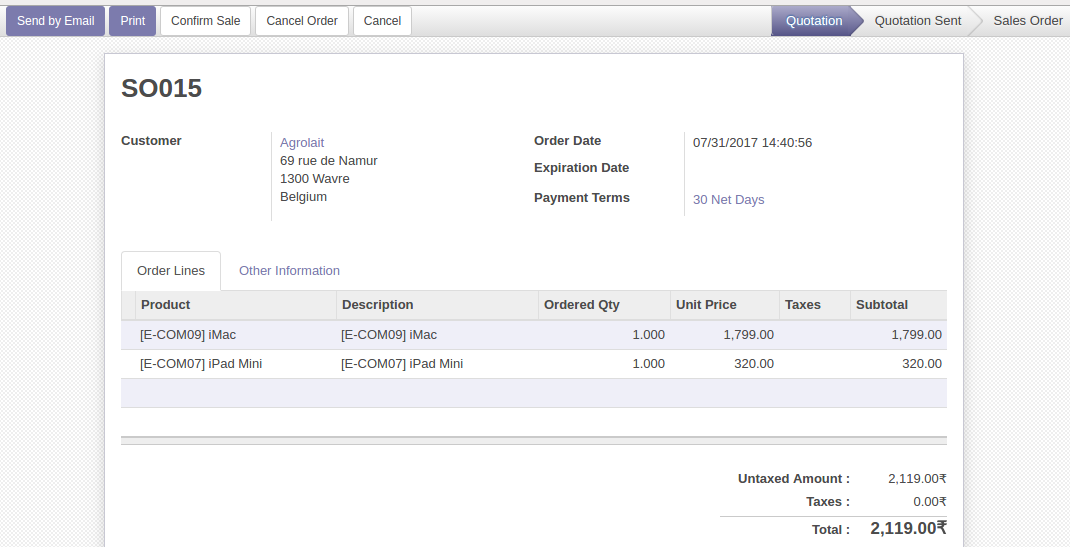 Send by Email Print Confirm Sale Cancel Order Cancel Quotation Quotation Sent Sales Order
SO015
Customer Agrolait Order Date 07/31/2017 14:40:56
69 rue de Namur
Expiration Date
1300 Wavre
Belgium Payment Terms 30 Net Days
Order Lines Other Information
Product Description Ordered Qty Unit Price Taxes Subtotal
[E-COM09] iMac [E-COM09] iMac 1.000 1,799.00 1,799.00
[E-COM07] iPad Mini [E-COM07] iPad Mini 1.000 320.00 320.00
Untaxed Amount : 2,119.00₹
Taxes : 0.00₹
Total : 2,119.00₹